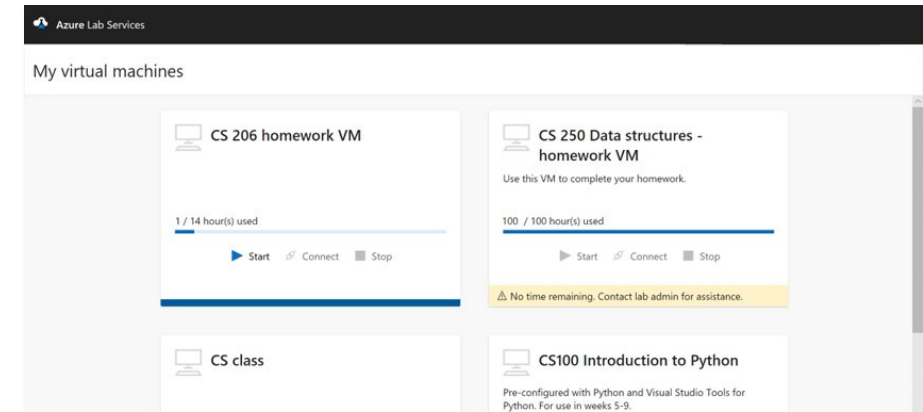 Azure Lab Services
My virtual machines
CS 206 homework VM
1 / 14 hour(s) used
Start Connect Stop
CS 250 Data structures -
homework VM
Use this VM to complete your homework.
100 / 100 hour(s) used
Start Connect Stop
No time remaining. Contact lab admin for assistance.
CS class
CS100 Introduction to Python
Pre-configured with Python and Visual Studio Tools for
Python. For use in weeks 5-9.